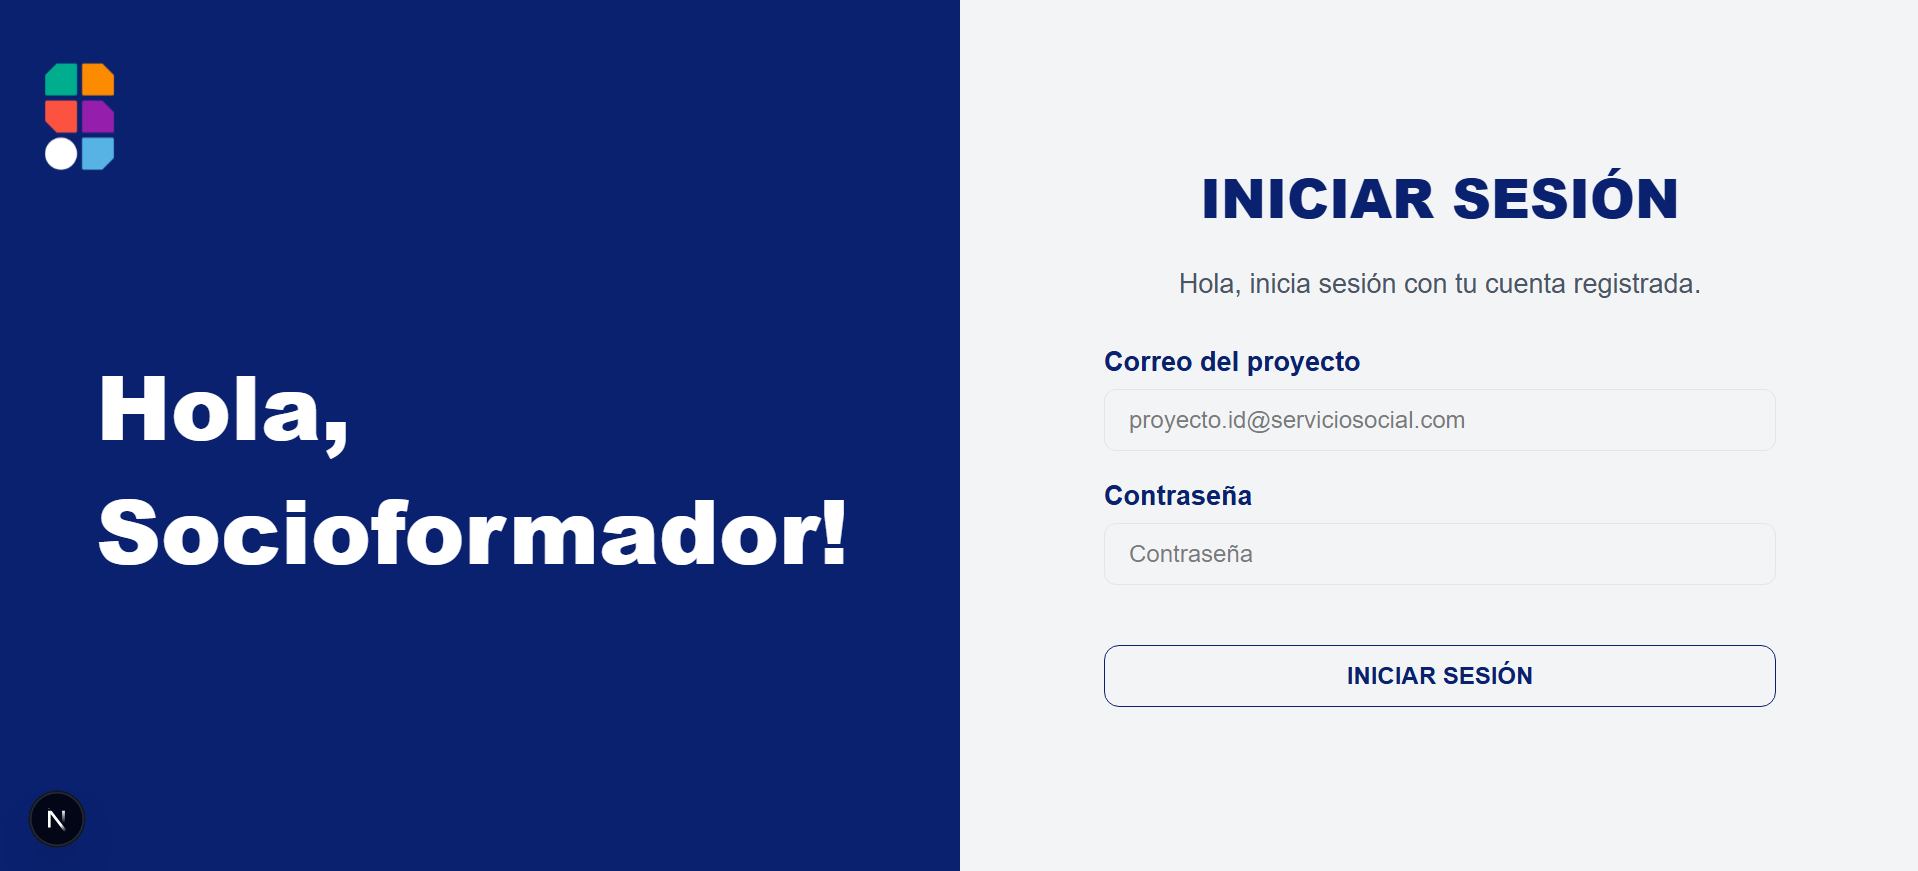 Hola,
Socioformador!
INICIAR SESIÓN
Hola, inicia sesión con tu cuenta registrada.
Correo del proyecto
proyecto.id@serviciosocial.com
Contraseña
Contraseña
INICIAR SESIÓN
N